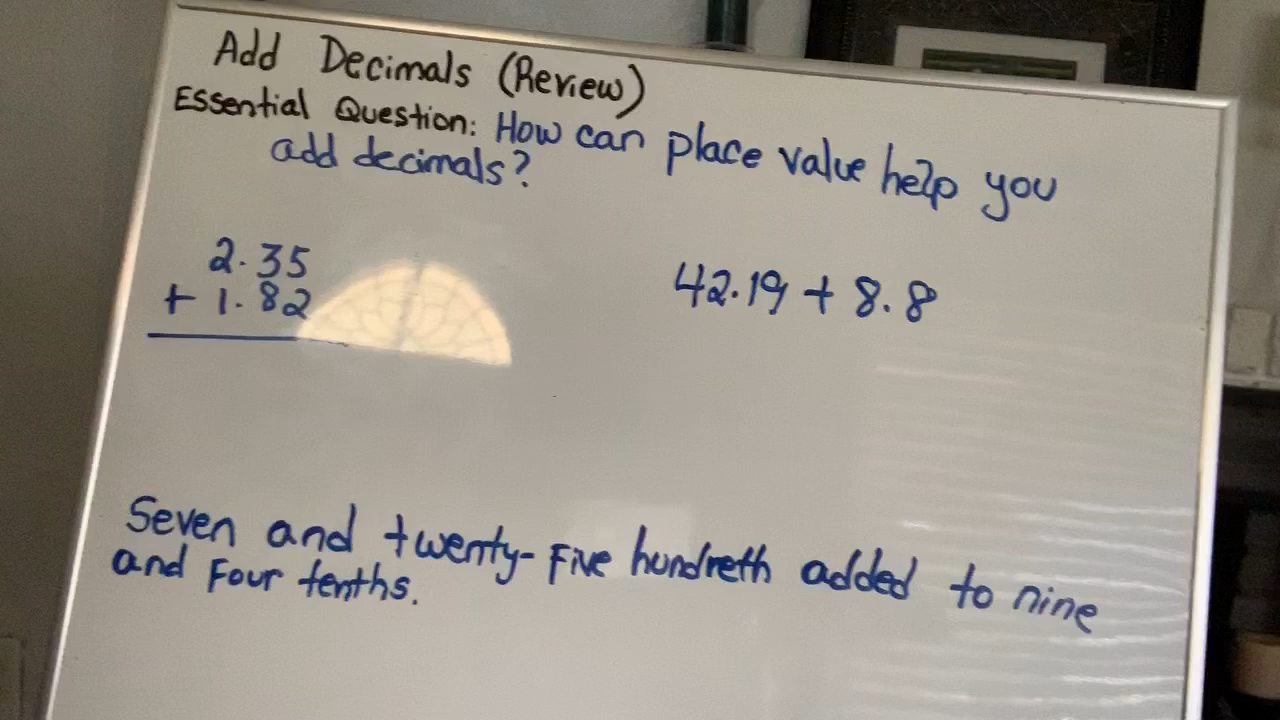 Add Decimals (Review)
Essential Question: How can place value help you
add decimals?
2.35
+ 1.82
42.19 + 8.8
Seven and twenty-Five hundreth added to nine
and Four tenths.